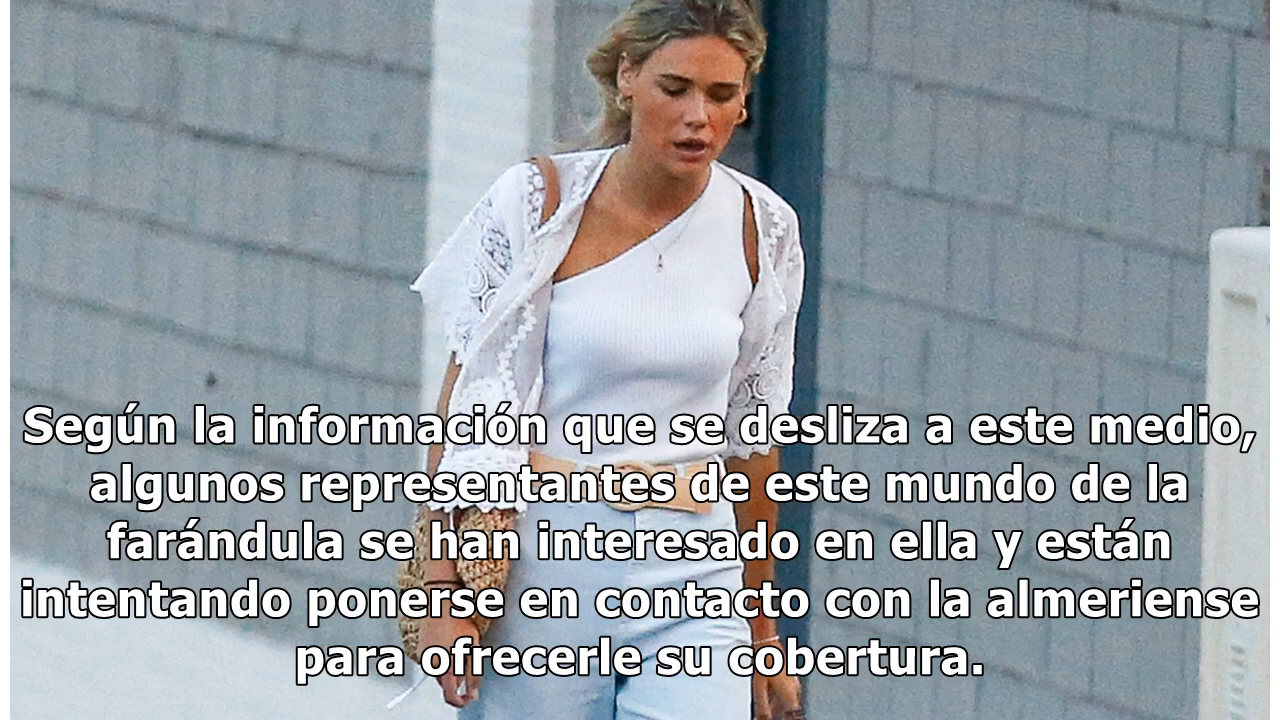 Según la información que se desliza a este medio,
algunos representantes de este mundo de la
farándula se han interesado en ella y están
intentando ponerse en contacto con la almeriense
para ofrecerle su cobertura.